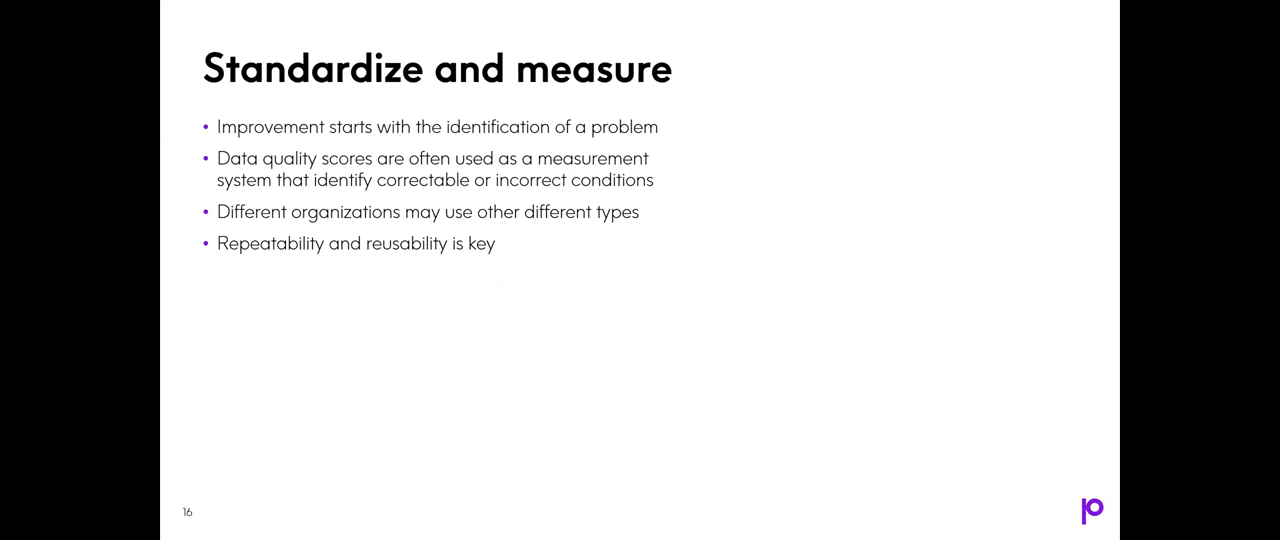 Standardize and measure
• Improvement starts with the identification of a problem
• Data quality scores are often used as a measurement
system that identify correctable or incorrect conditions
• Different organizations may use other different types
• Repeatability and reusability is key
16